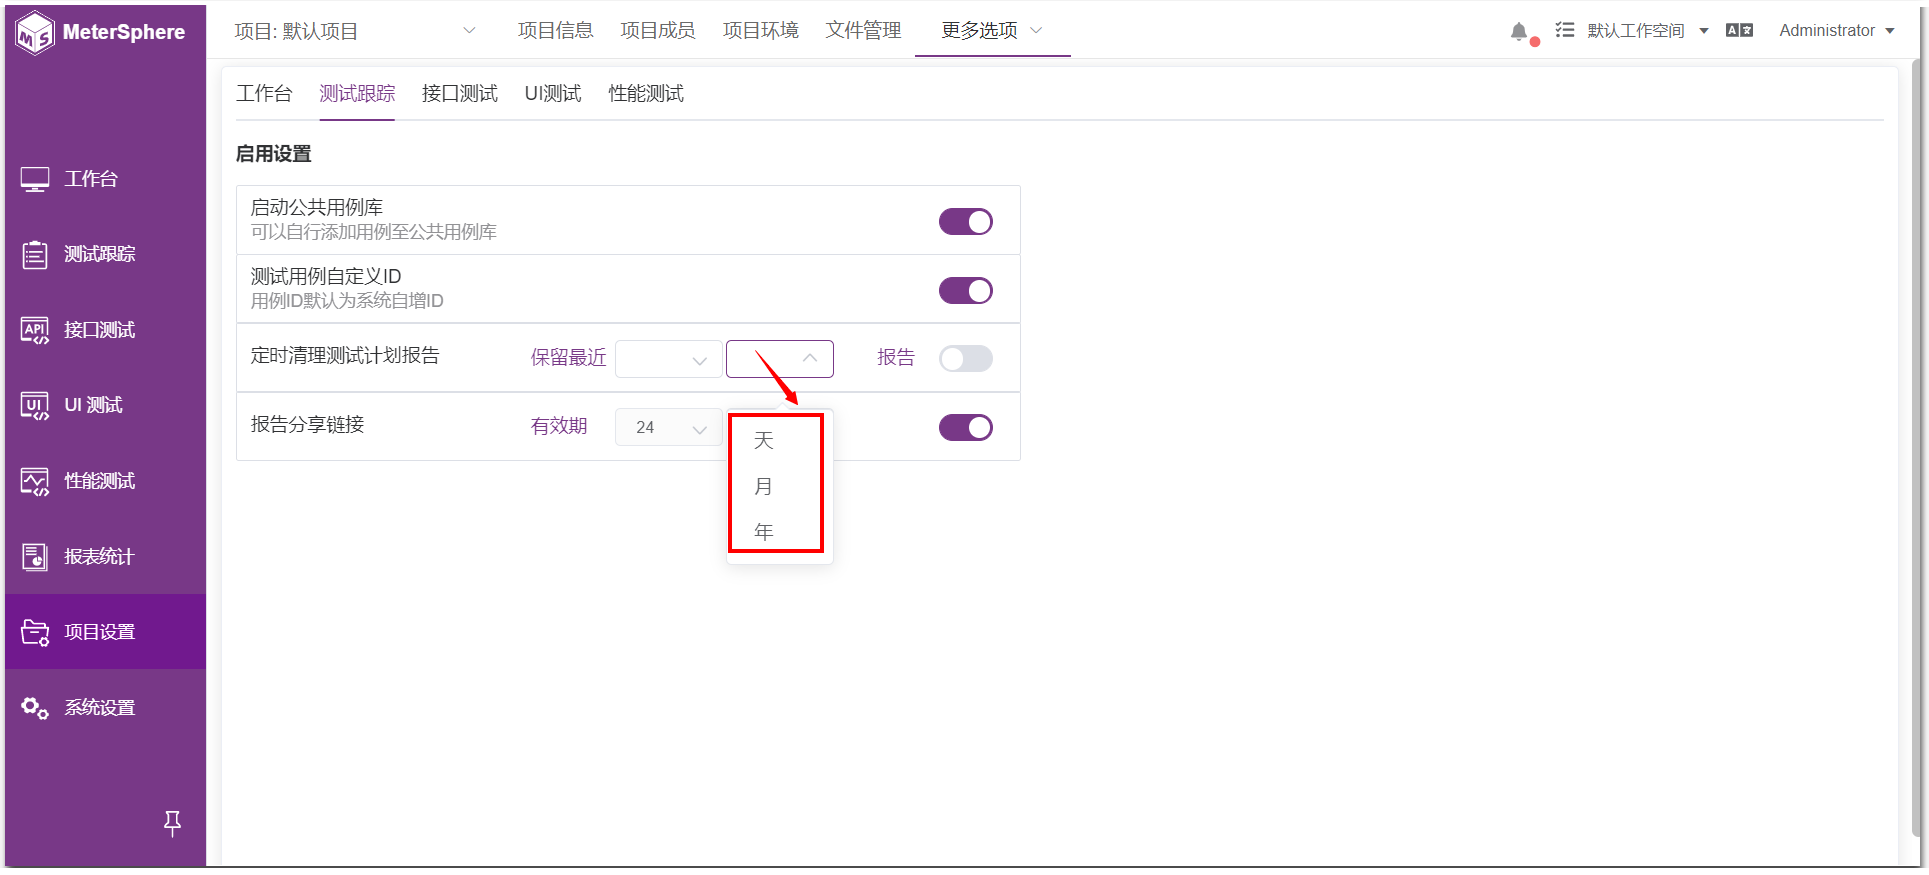 MeterSphere
项目: 默认项目
项目信息
项目成员
项目环境
文件管理
更多选项
默认工作空间
Administrator
工作台
测试跟踪
接口测试
UI 测试
性能测试
报表统计
项目设置
系统设置
工作台
测试跟踪
接口测试
UI测试
性能测试
启用设置
启动公共用例库
可以自行添加用例至公共用例库
测试用例自定义ID
用例ID默认为系统自增ID
定时清理测试计划报告
保留最近
报告
报告分享链接
有效期
24
天
月
年